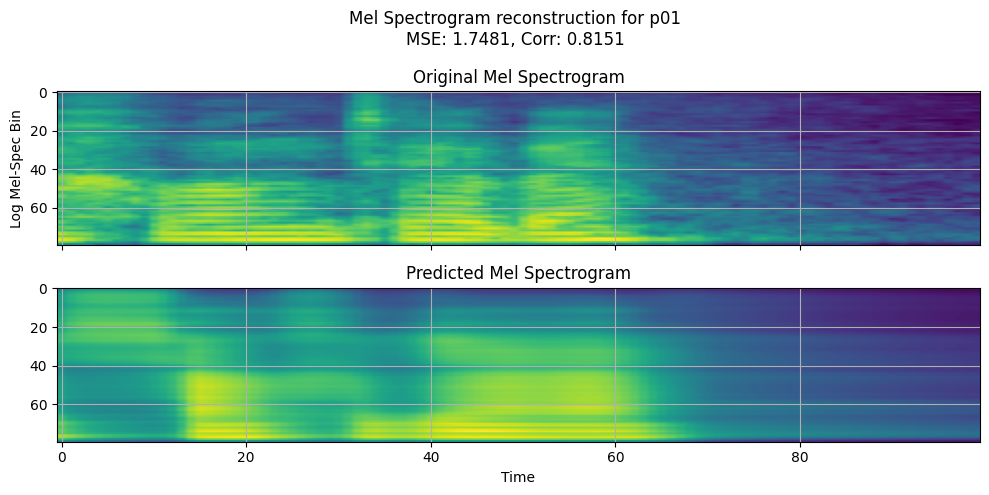 Mel Spectrogram reconstruction for p01
MSE: 1.7481, Corr: 0.8151
Original Mel Spectrogram
0
20
40
60
Log Mel-Spec Bin
Predicted Mel Spectrogram
0
20
40
60
0 20 40 60 80
Time